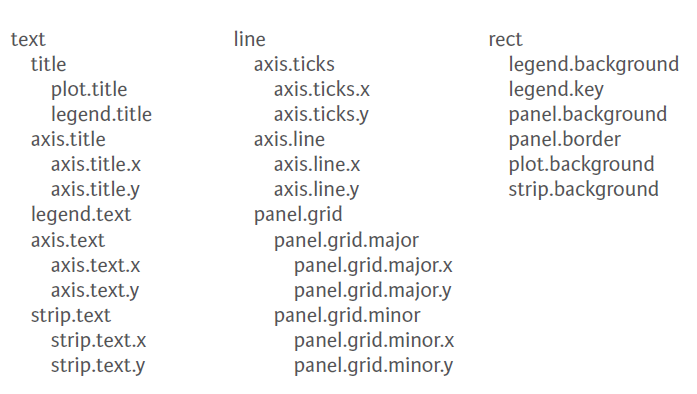 text
title
plot.title
legend.title
axis.title
axis.title.x
axis.title.y
legend.text
axis.text
axis.text.x
axis.text.y
strip.text
strip.text.x
strip.text.y
line
axis.ticks
axis.ticks.x
axis.ticks.y
axis.line
axis.line.x
axis.line.y
panel.grid
panel.grid.major
panel.grid.major.x
panel.grid.major.y
panel.grid.minor
panel.grid.minor.x
panel.grid.minor.y
rect
legend.background
legend.key
panel.background
panel.border
plot.background
strip.background